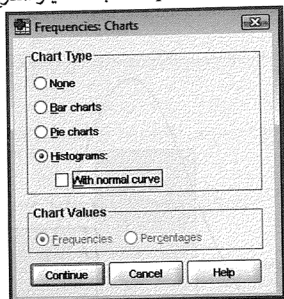 Frequencies: Charts
Chart Type
None
Bar charts
Pie charts
Histograms:
With normal curve
Chart Values
Frequencies Percentages
Continue Cancel Help